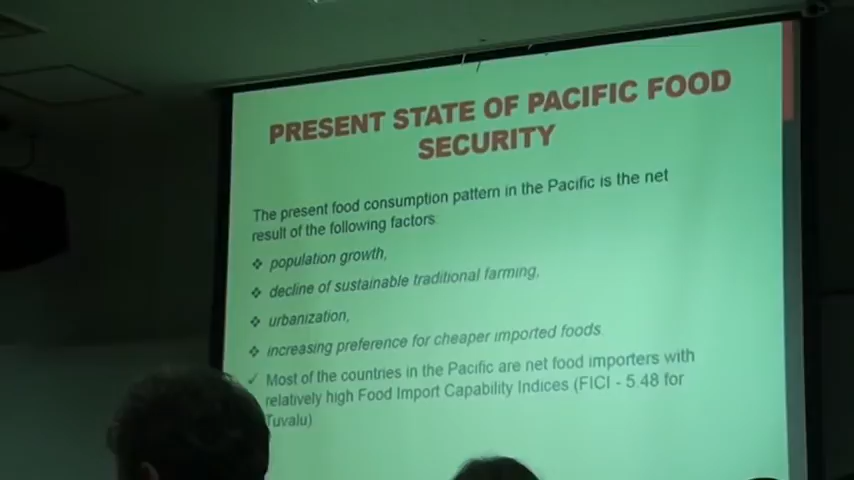 PRESENT STATE OF PACIFIC FOOD
SECURITY
The present food consumption pattern in the Pacific is the net
result of the following factors:
❖ population growth,
❖ decline of sustainable traditional farming,
❖ urbanization,
❖ increasing preference for cheaper imported foods.
✓ Most of the countries in the Pacific are net food importers with
relatively high Food Import Capability Indices (FICI - 5.48 for
Tuvalu)